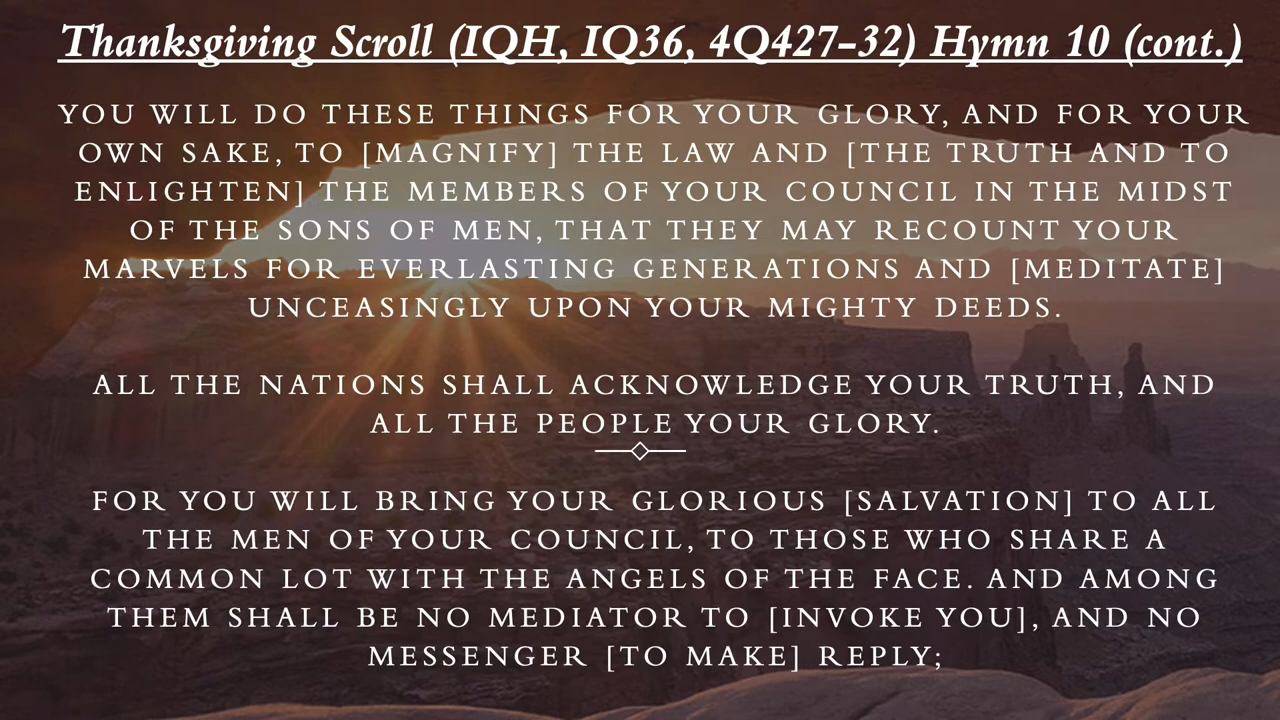 Thanksgiving Scroll (IQH, IQ36, 4Q427-32) Hymn 10 (cont.)
YOU WILL DO THESE THINGS FOR YOUR GLORY, AND FOR YOUR
OWN SAKE, TO [MAGNIFY] THE LAW AND [THE TRUTH AND TO
ENLIGHTEN] THE MEMBERS OF YOUR COUNCIL IN THE MIDST
OF THE SONS OF MEN, THAT THEY MAY RECOUNT YOUR
MARVELS FOR EVERLASTING GENERATIONS AND [MEDITATE]
UNCEASINGLY UPON YOUR MIGHTY DEEDS.
ALL THE NATIONS SHALL ACKNOWLEDGE YOUR TRUTH, AND
ALL THE PEOPLE YOUR GLORY.
FOR YOU WILL BRING YOUR GLORIOUS [SALVATION] TO ALL
THE MEN OF YOUR COUNCIL, TO THOSE WHO SHARE A
COMMON LOT WITH THE ANGELS OF THE FACE. AND AMONG
THEM SHALL BE NO MEDIATOR TO [INVOKE YOU], AND NO
MESSENGER [TO MAKE] REPLY;